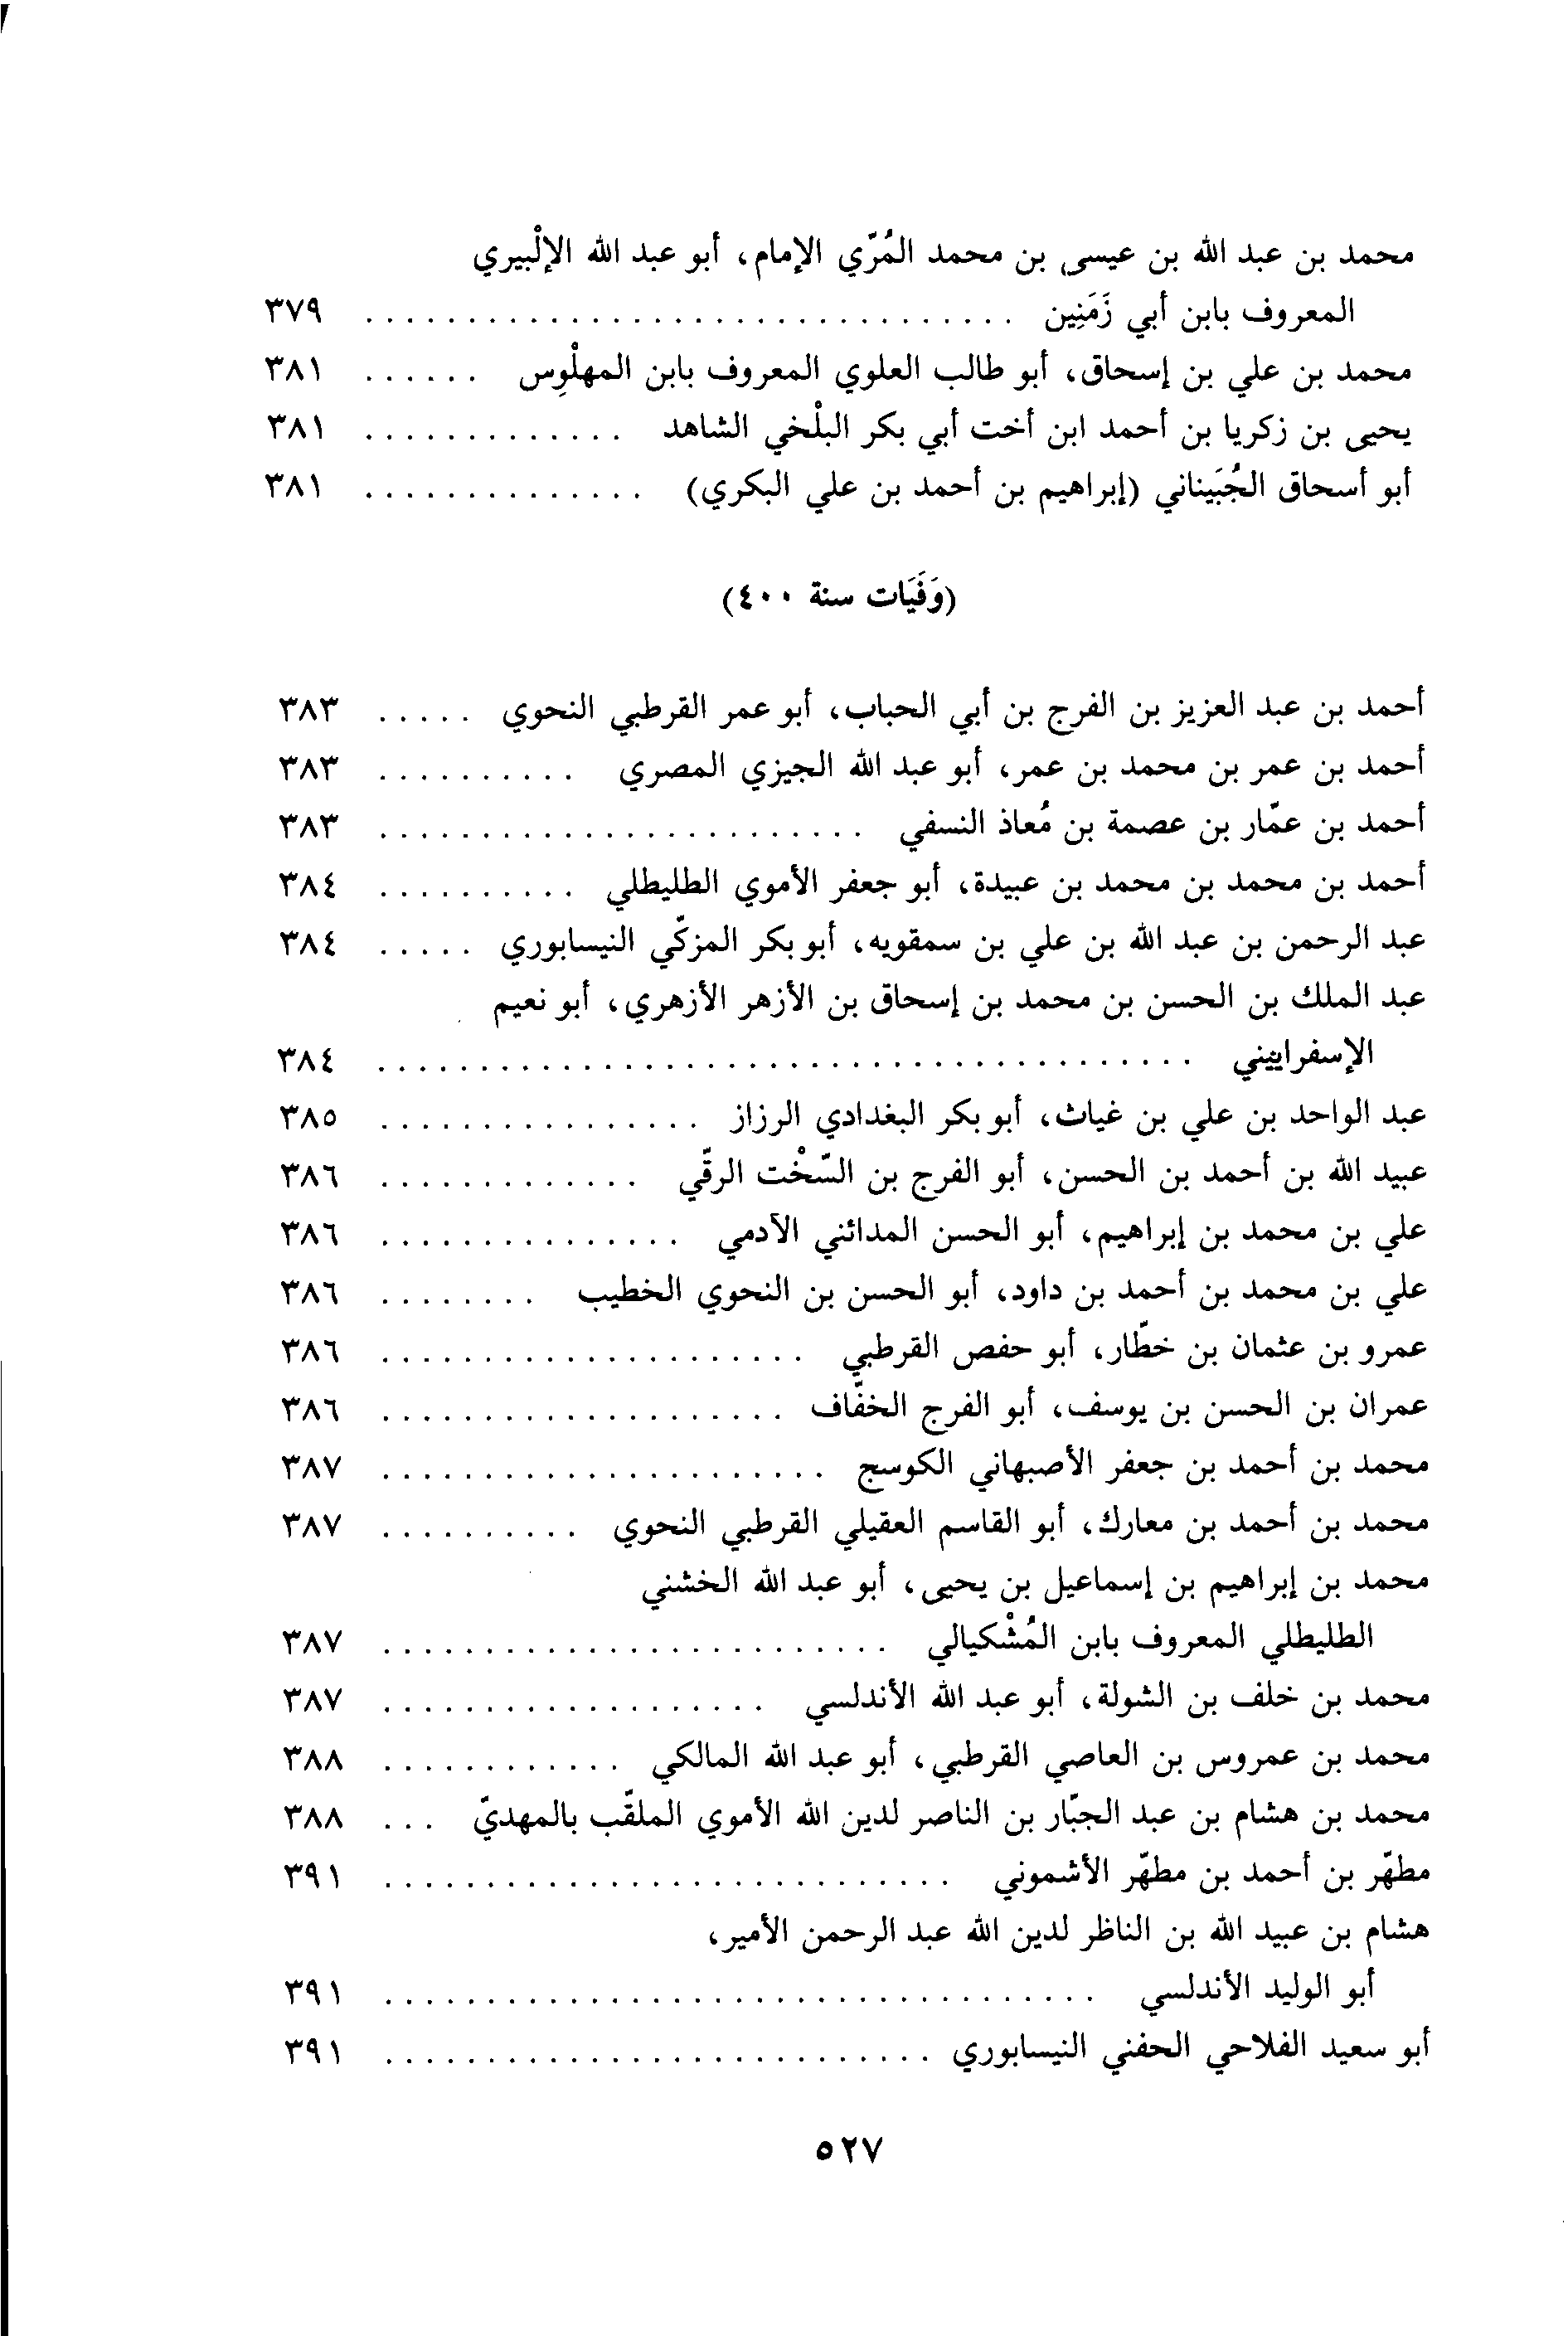 محمد بن عبد الله بن عيسى بن محمد المُرّي الإمام، أبو عبد الله الإلْبيري
المعروف بابن أبي زَمَنِين ................................ ٣٧٩
محمد بن علي بن إسحاق، أبو طالب العلوي المعروف بابن المهلْوِس ...... ٣٨١
يحيى بن زكريا بن أحمد ابن أخت أبي بكر البلْخي الشاهد ............. ٣٨١
أبو أسحاق الجُبَيناني (إبراهيم بن أحمد بن علي البكري) .............. ٣٨١
(وَفَيَات سنة ٤٠٠)
أحمد بن عبد العزيز بن الفرج بن أبي الحباب، أبو عمر القرطبي النحوي ..... ٣٨٣
أحمد بن عمر بن محمد بن عمر، أبو عبد الله الجيزي المصري .......... ٣٨٣
أحمد بن عمّار بن عصمة بن مُعاذ النسفي ........................ ٣٨٣
أحمد بن محمد بن محمد بن عبيدة، أبو جعفر الأموي الطليطلي .......... ٣٨٤
عبد الرحمن بن عبد الله بن علي بن سمقويه، أبو بكر المزكّي النيسابوري ..... ٣٨٤
عبد الملك بن الحسن بن محمد بن إسحاق بن الأزهر الأزهري، أبو نعيم
الإسفراييني ........................................ ٣٨٤
عبد الواحد بن علي بن غياث، أبو بكر البغدادي الرزاز ................ ٣٨٥
عبيد الله بن أحمد بن الحسن، أبو الفرج بن السّخْت الرقّي ............. ٣٨٦
علي بن محمد بن إبراهيم، أبو الحسن المدائني الآدمي ............... ٣٨٦
علي بن محمد بن أحمد بن داود، أبو الحسن بن النحوي الخطيب ........ ٣٨٦
عمرو بن عثمان بن خطّار، أبو حفص القرطبي ..................... ٣٨٦
عمران بن الحسن بن يوسف، أبو الفرج الخفّاف .................... ٣٨٦
محمد بن أحمد بن جعفر الأصبهاني الكوسج ...................... ٣٨٧
محمد بن أحمد بن معارك، أبو القاسم العقيلي القرطبي النحوي .......... ٣٨٧
محمد بن إبراهيم بن إسماعيل بن يحيى، أبو عبد الله الخشني
الطليطلي المعروف بابن المُشْكيالي ......................... ٣٨٧
محمد بن خلف بن الشولة، أبو عبد الله الأندلسي ................... ٣٨٧
محمد بن عمروس بن العاصي القرطبي، أبو عبد الله المالكي ............ ٣٨٨
محمد بن هشام بن عبد الجبّار بن الناصر لدين الله الأموي الملقّب بالمهديّ ... ٣٨٨
مطهّر بن أحمد بن مطهّر الأشموني ............................ ٣٩١
هشام بن عبيد الله بن الناظر لدين الله عبد الرحمن الأمير،
أبو الوليد الأندلسي ................................... ٣٩١
أبو سعيد الفلاحي الحفني النيسابوري ........................... ٣٩١
٥٢٧